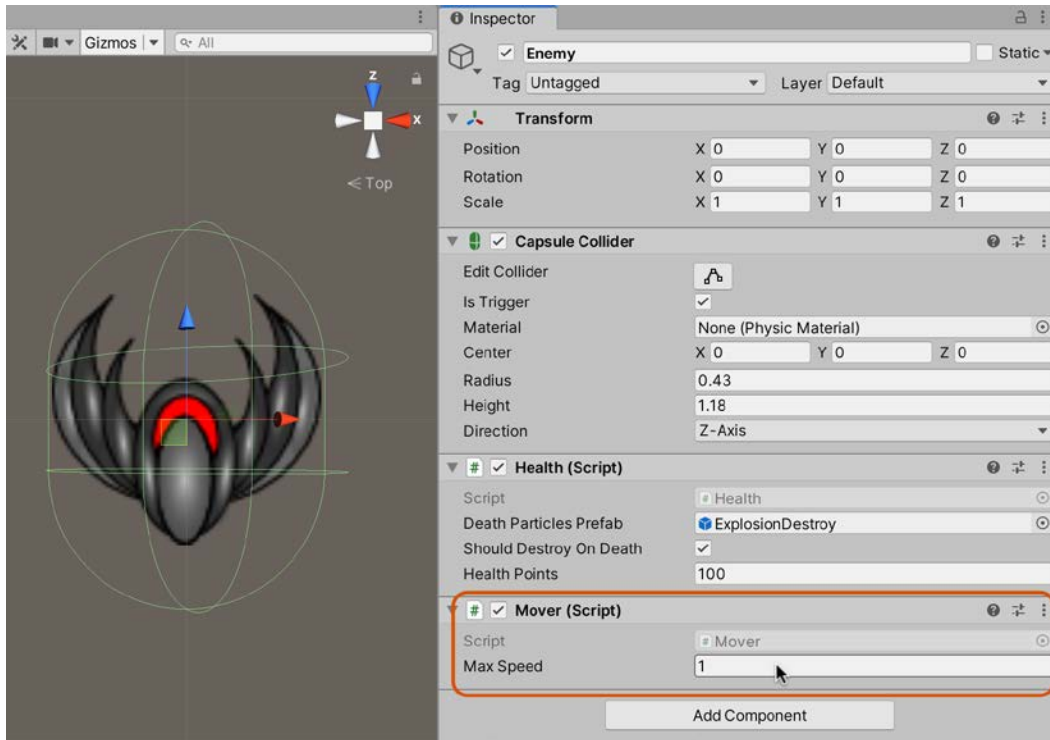 Inspector
Gizmos
All
Enemy
Static
Tag Untagged Layer Default
z
x
Top
Transform
Position X 0 Y 0 Z 0
Rotation X 0 Y 0 Z 0
Scale X 1 Y 1 Z 1
Capsule Collider
Edit Collider
Is Trigger
Material None (Physic Material)
Center X 0 Y 0 Z 0
Radius 0.43
Height 1.18
Direction Z-Axis
# Health (Script)
Script # Health
Death Particles Prefab ExplosionDestroy
Should Destroy On Death
Health Points 100
# Mover (Script)
Script # Mover
Max Speed 1
Add Component